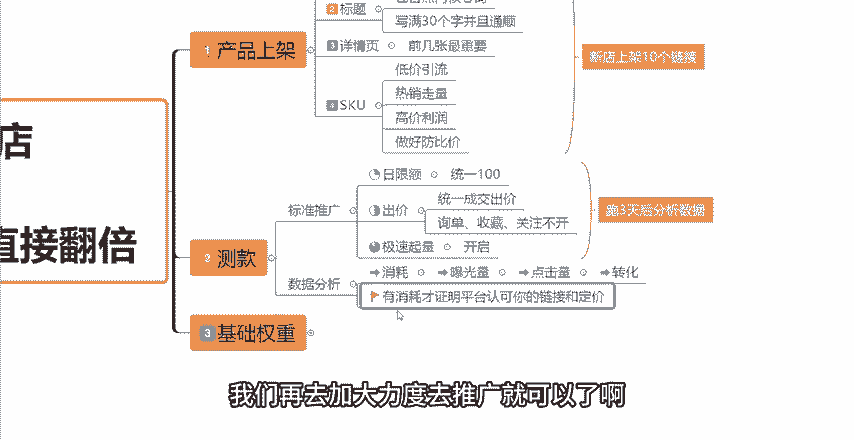 标题
写满30个字并且通顺
1 产品上架
3 详情页
前几张最重要
新店上架10个链接
低价引流
4 SKU
热销走量
高价利润
做好防比价
店
直接翻倍
日限额
统一100
标准推广
出价
统一成交出价
询单、收藏、关注不开
跑3天后分析数据
极速起量
开启
2 测款
数据分析
消耗
曝光量
点击量
转化
有消耗才证明平台认可你的链接和定价
3 基础权重
我们再去加大力度去推广就可以了啊